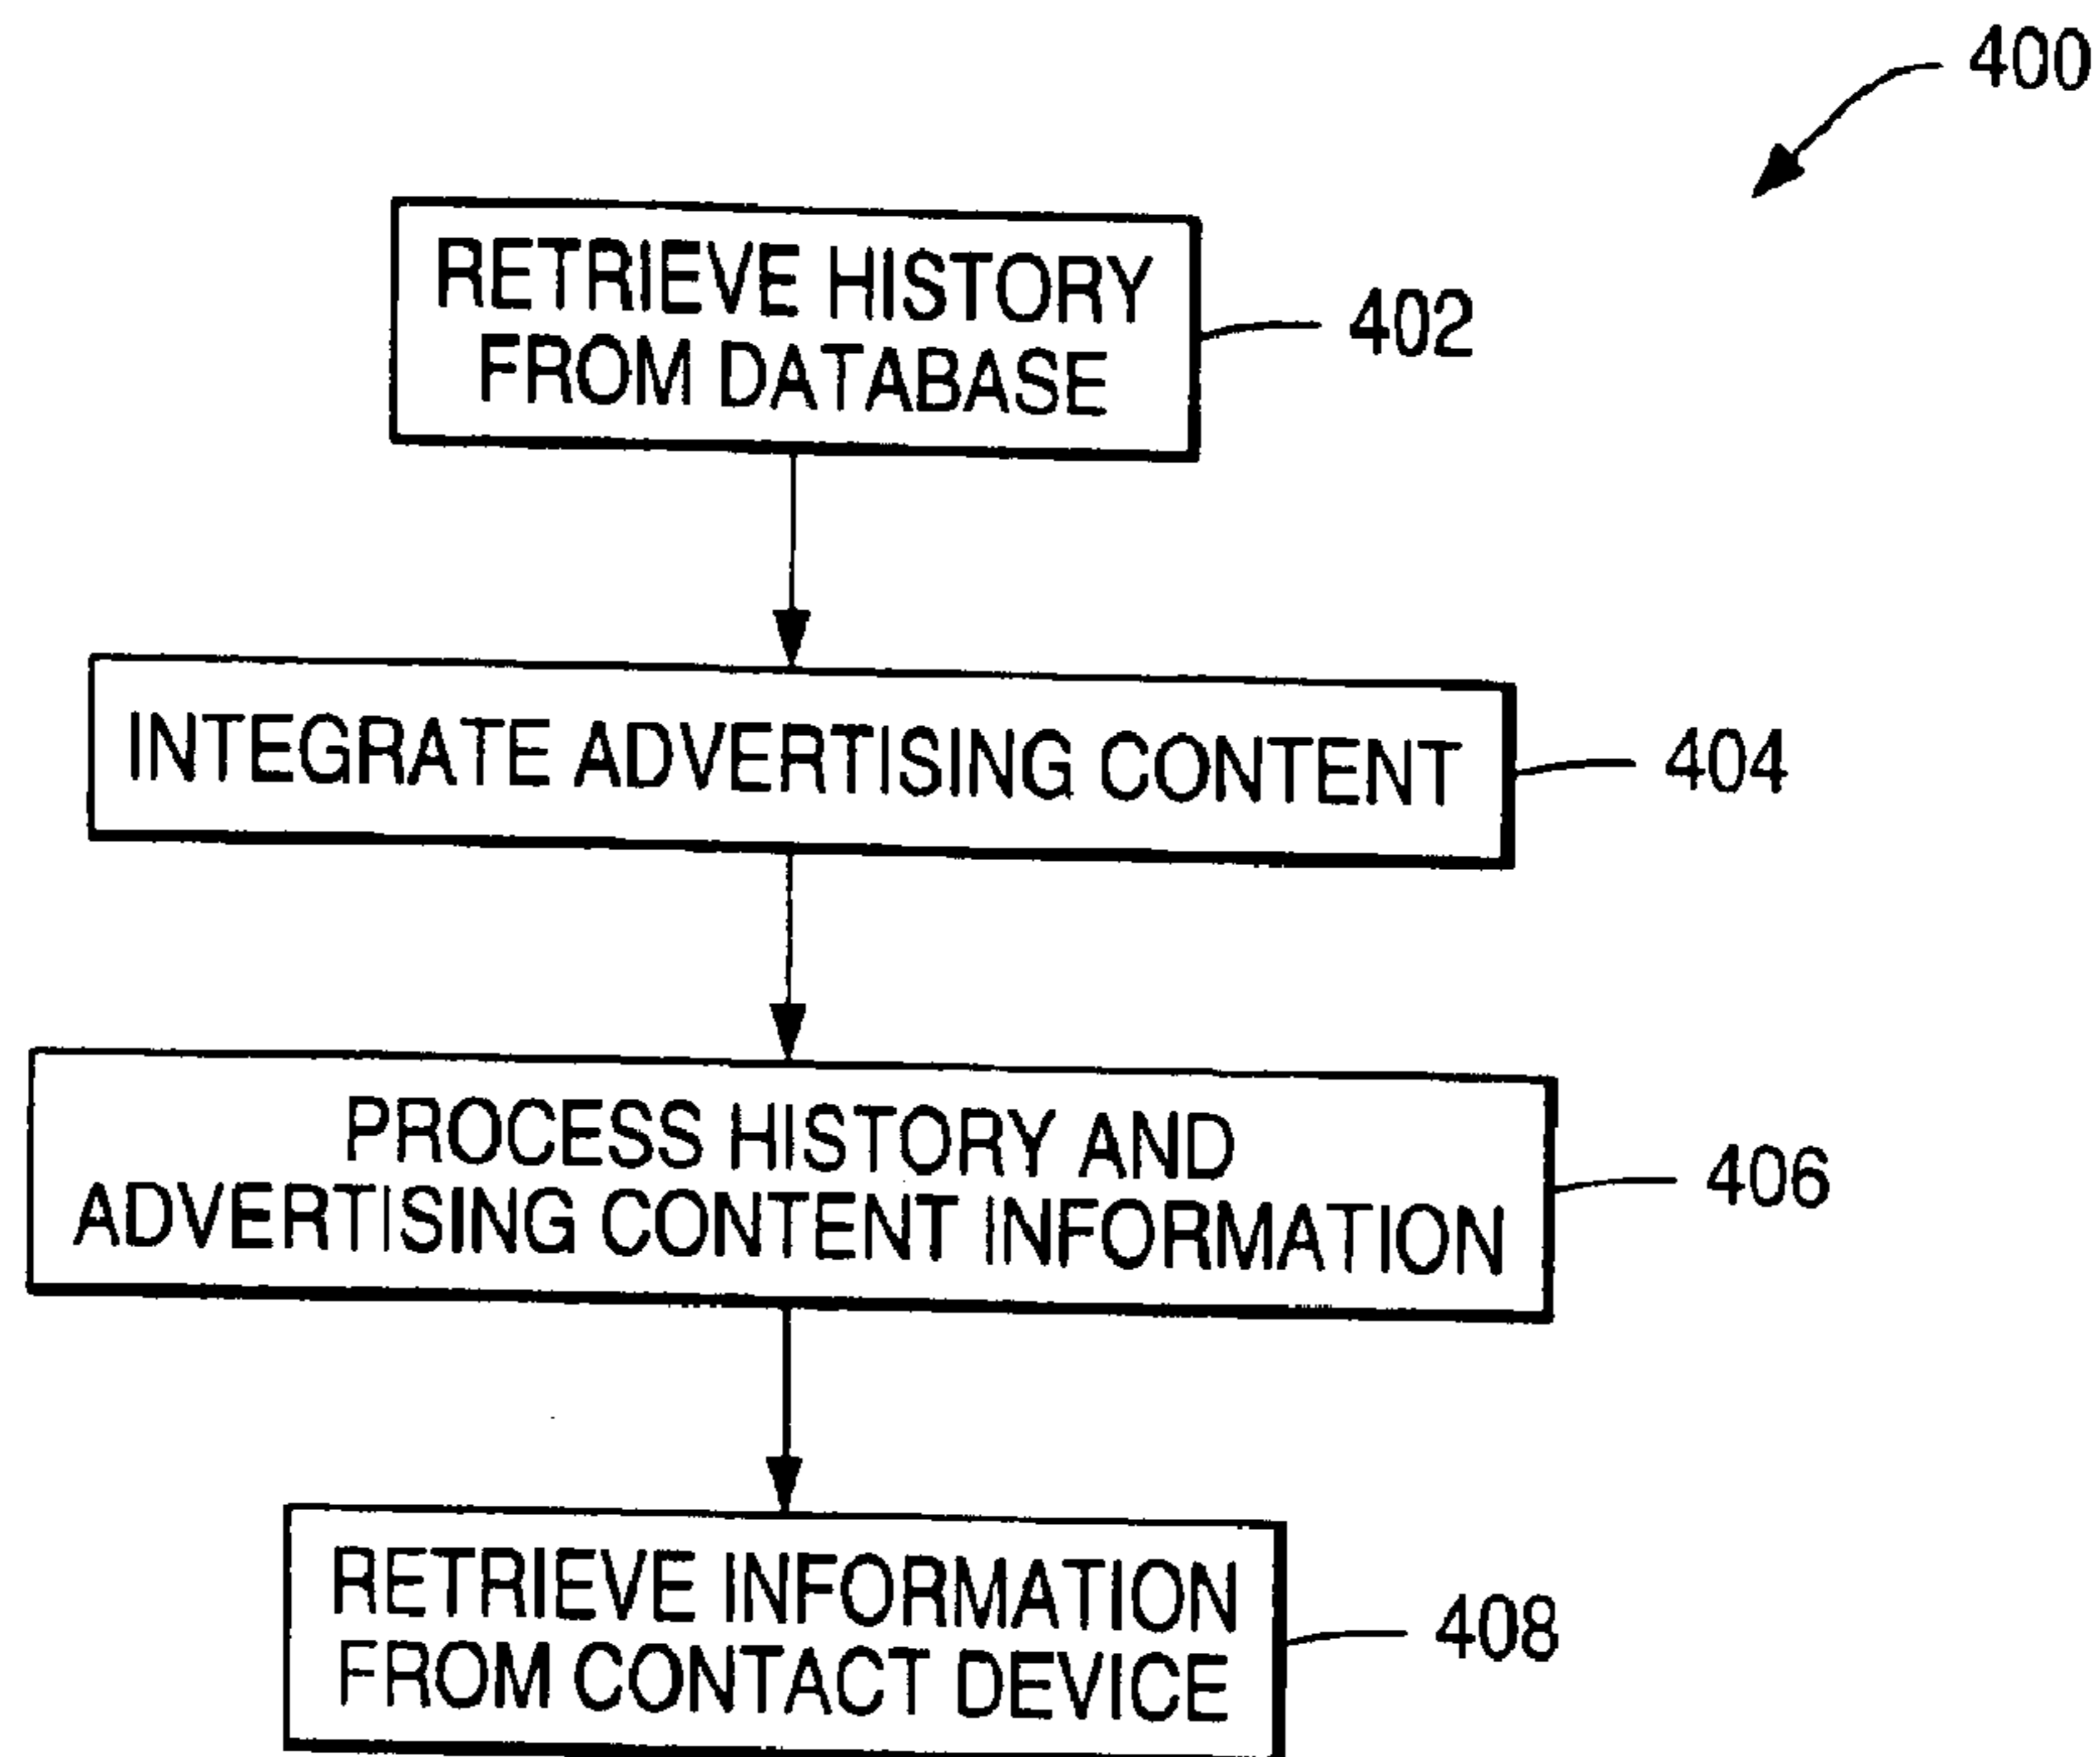 400
RETRIEVE HISTORY
FROM DATABASE
402
INTEGRATE ADVERTISING CONTENT
404
PROCESS HISTORY AND
ADVERTISING CONTENT INFORMATION
406
RETRIEVE INFORMATION
FROM CONTACT DEVICE
408